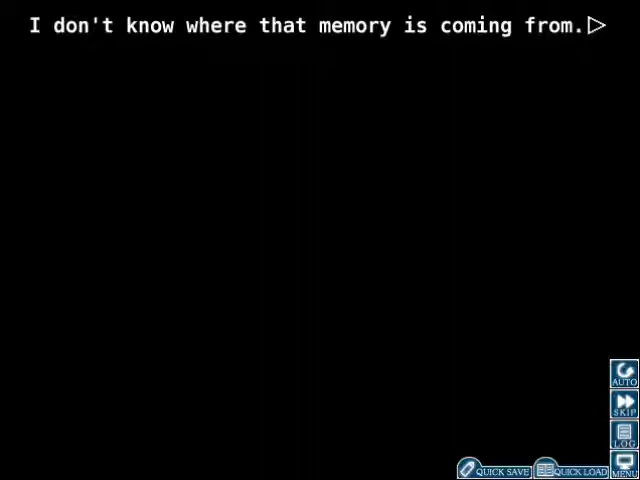 I don't know where that memory is coming from.
AUTO
SKIP
LOG
QUICK SAVE
QUICK LOAD
MENU